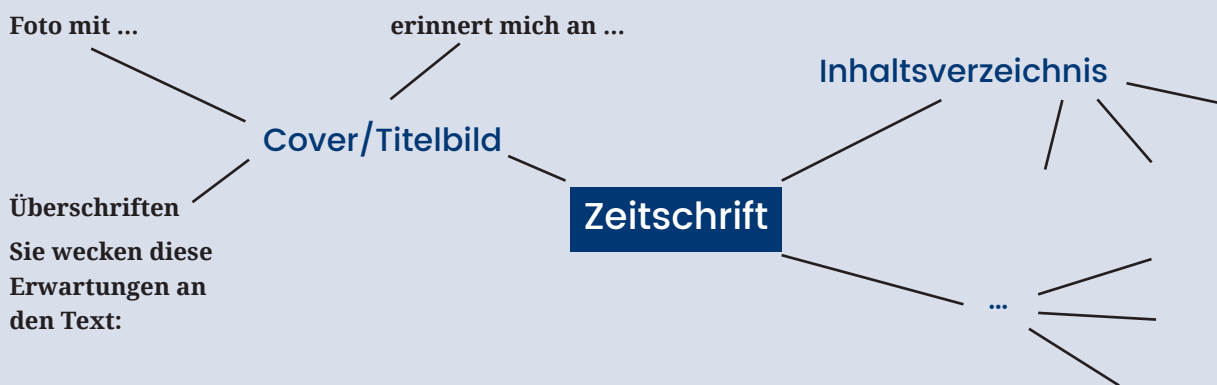 Foto mit …
erinnert mich an …
Inhaltsverzeichnis
Cover/Titelbild
Zeitschrift
Überschriften
Sie wecken diese
Erwartungen an
den Text:
…